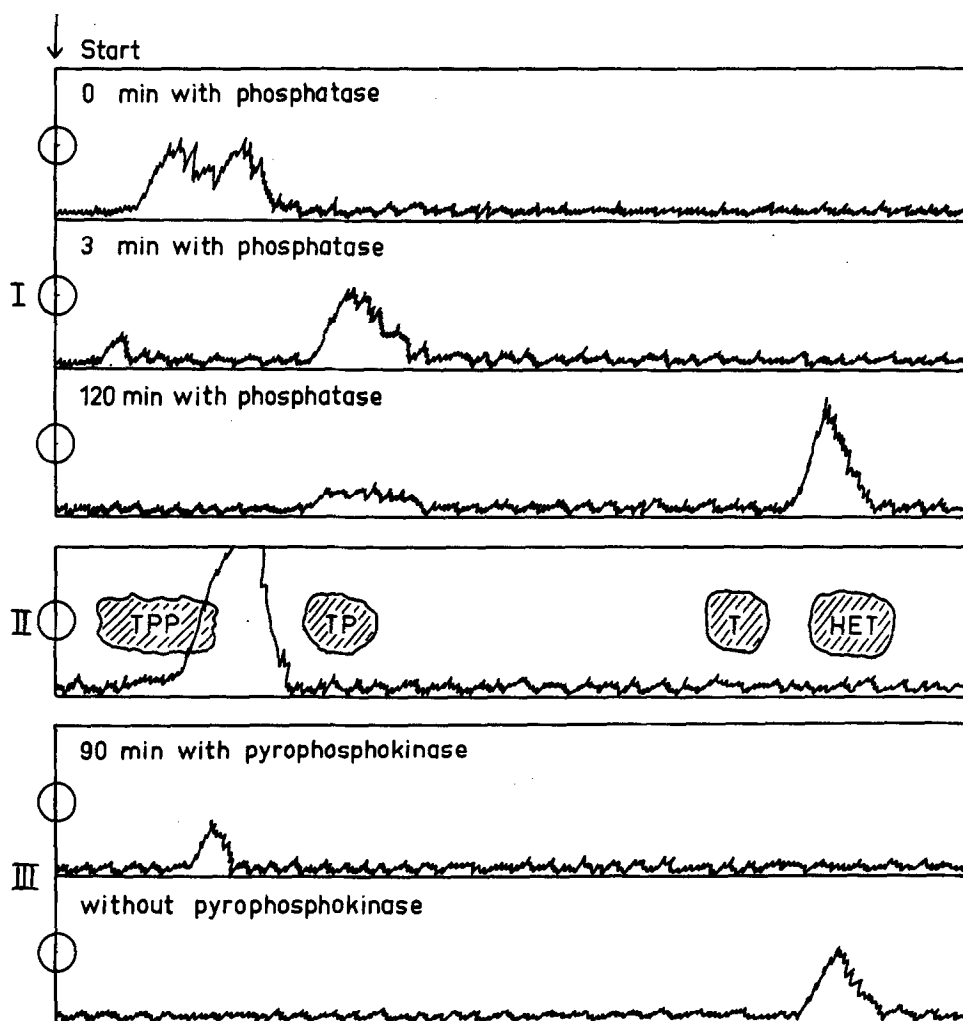 Start
0 min with phosphatase
I
3 min with phosphatase
120 min with phosphatase
II
TPP TP T HET
90 min with pyrophosphokinase
III
without pyrophosphokinase